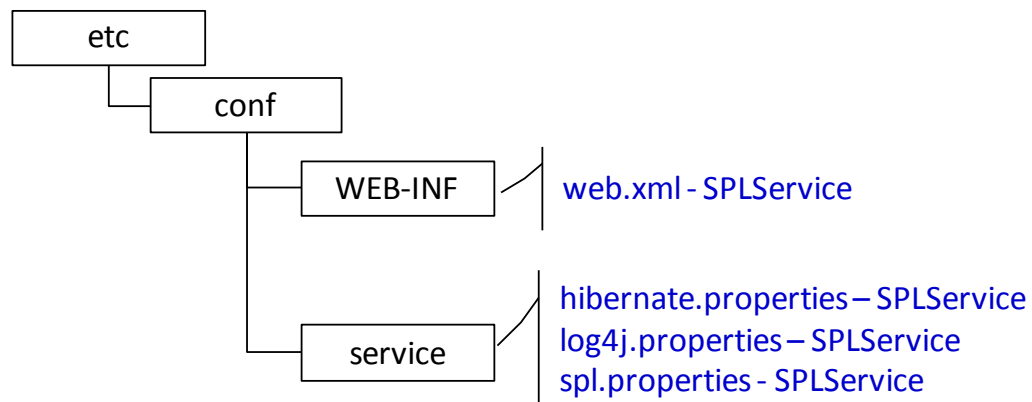 etc
conf
WEB-INF
web.xml - SPLService
hibernate.properties – SPLService
log4j.properties – SPLService
spl.properties - SPLService
service